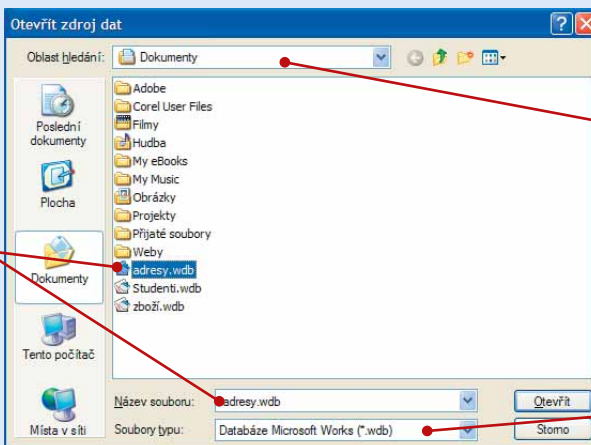 Otevřít zdroj dat
Oblast hledání: Dokumenty
Poslední dokumenty
Plocha
Dokumenty
Tento počítač
Místa v síti
Adobe
Corel User Files
Filmy
Hudba
My eBooks
My Music
Obrázky
Projekty
Přijaté soubory
Weby
adresy.wdb
Studenti.wdb
zboží.wdb
Název souboru: adresy.wdb
Otevřít
Soubory typu: Databáze Microsoft Works (*.wdb)
Storno